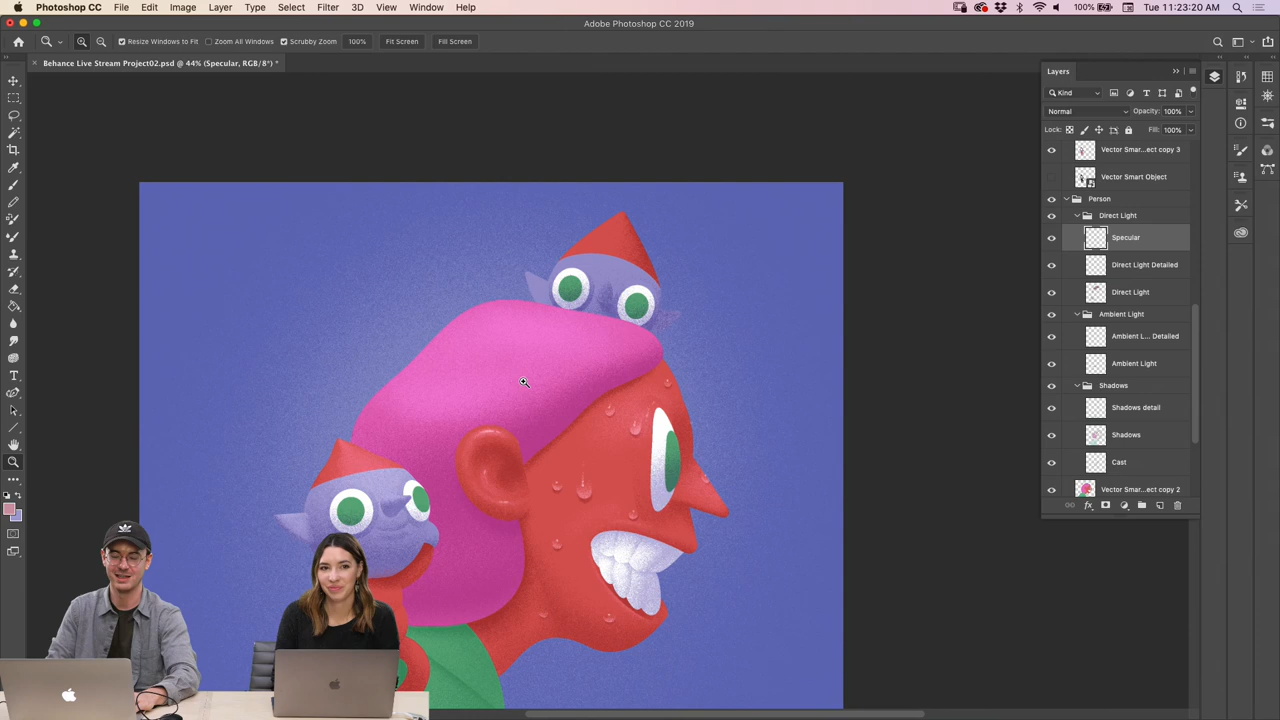 Photoshop CC File Edit Image Layer Type Select Filter 3D View Window Help 100% Tue 11:23:20 AM
Adobe Photoshop CC 2019
Resize Windows to Fit Zoom All Windows Scrubby Zoom 100% Fit Screen Fill Screen
Behance Live Stream Project02.psd @ 44% (Specular, RGB/8*) *
Layers
Kind
Normal Opacity: 100%
Lock: Fill: 100%
Vector Smar...ect copy 3
Vector Smart Object
Person
Direct Light
Specular
Direct Light Detailed
Direct Light
Ambient Light
Ambient L... Detailed
Ambient Light
Shadows
Shadows detail
Shadows
Cast
Vector Smar...ect copy 2
fx